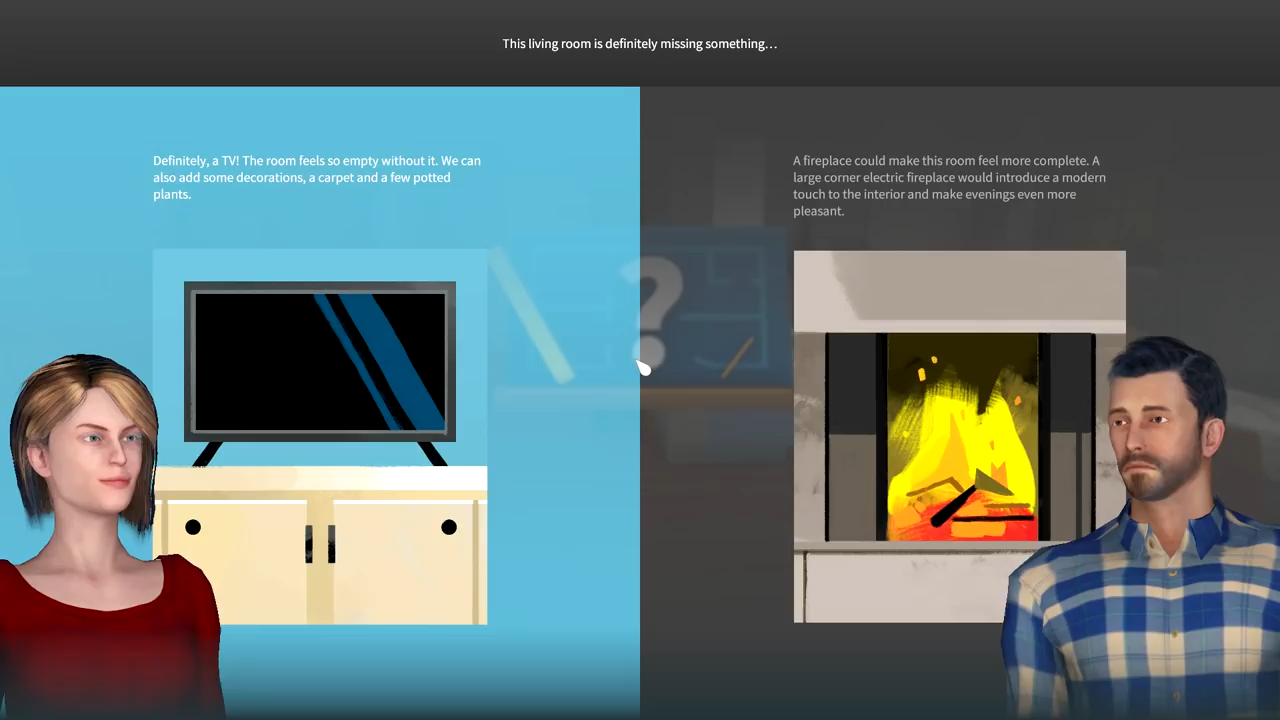 This living room is definitely missing something…
Definitely, a TV! The room feels so empty without it. We can
also add some decorations, a carpet and a few potted
plants.
A fireplace could make this room feel more complete. A
large corner electric fireplace would introduce a modern
touch to the interior and make evenings even more
pleasant.
?